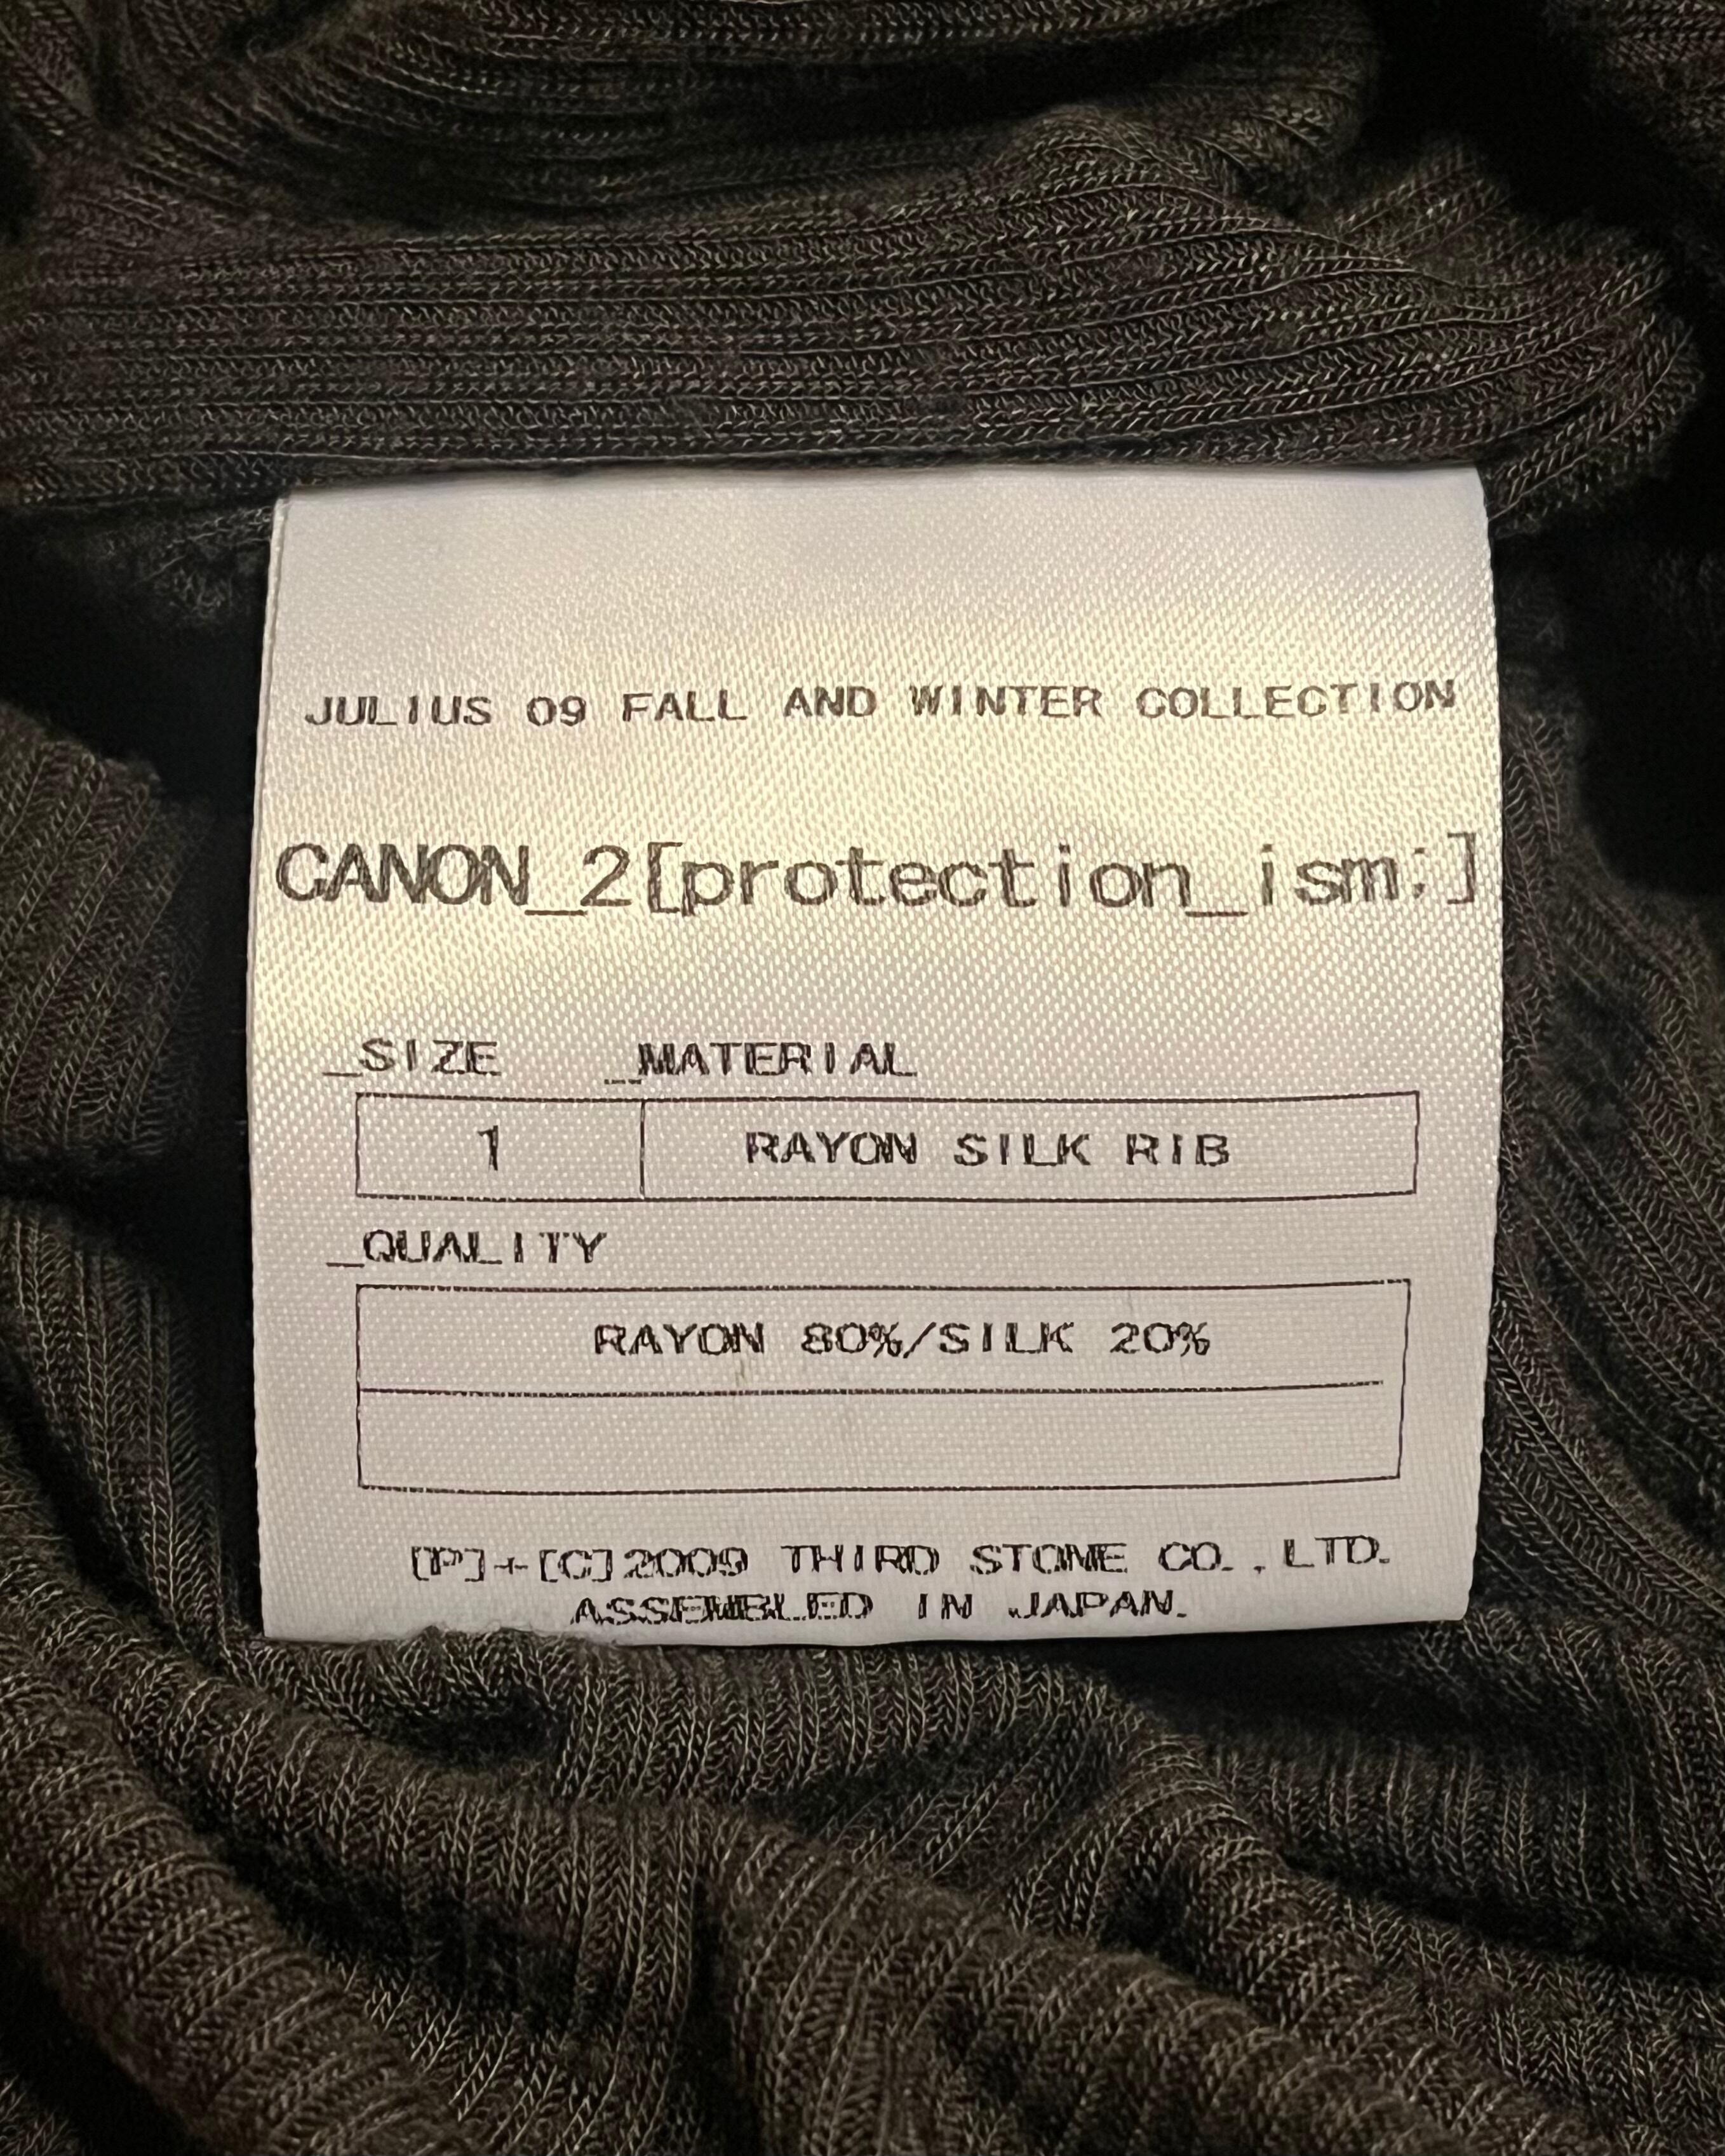 JULIUS 09 FALL AND WINTER COLLECTION
CANON_2[protection_ism;]
_SIZE _MATERIAL
1 RAYON SILK RIB
_QUALITY
RAYON 80%/SILK 20%
[P]+[C]2009 THIRD STONE CO.,LTD.
ASSEMBLED IN JAPAN.